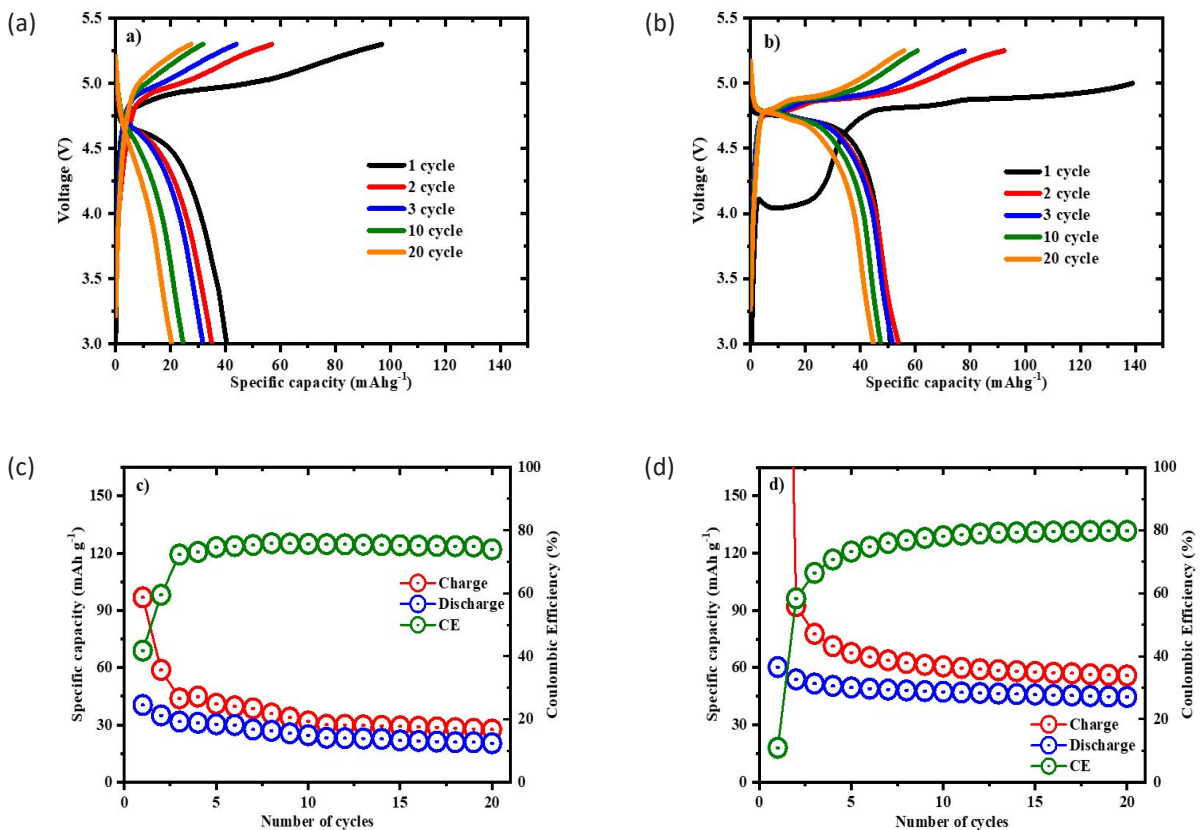 (a)
a)
5.5
5.0
4.5
4.0
3.5
3.0
Voltage (V)
1 cycle
2 cycle
3 cycle
10 cycle
20 cycle
0 20 40 60 80 100 120 140
Specific capacity (mAhg-1)
(b)
b)
5.5
5.0
4.5
4.0
3.5
3.0
Voltage (V)
1 cycle
2 cycle
3 cycle
10 cycle
20 cycle
0 20 40 60 80 100 120 140
Specific capacity (mAhg-1)
(c)
c)
150
120
90
60
30
0
Specific capacity (mAh g-1)
Charge
Discharge
CE
100
80
60
40
20
0
Coulombic Efficiency (%)
0 5 10 15 20
Number of cycles
(d)
d)
150
120
90
60
30
0
Specific capacity (mAh g-1)
Charge
Discharge
CE
100
80
60
40
20
0
Coulombic Efficiency (%)
0 5 10 15 20
Number of cycles